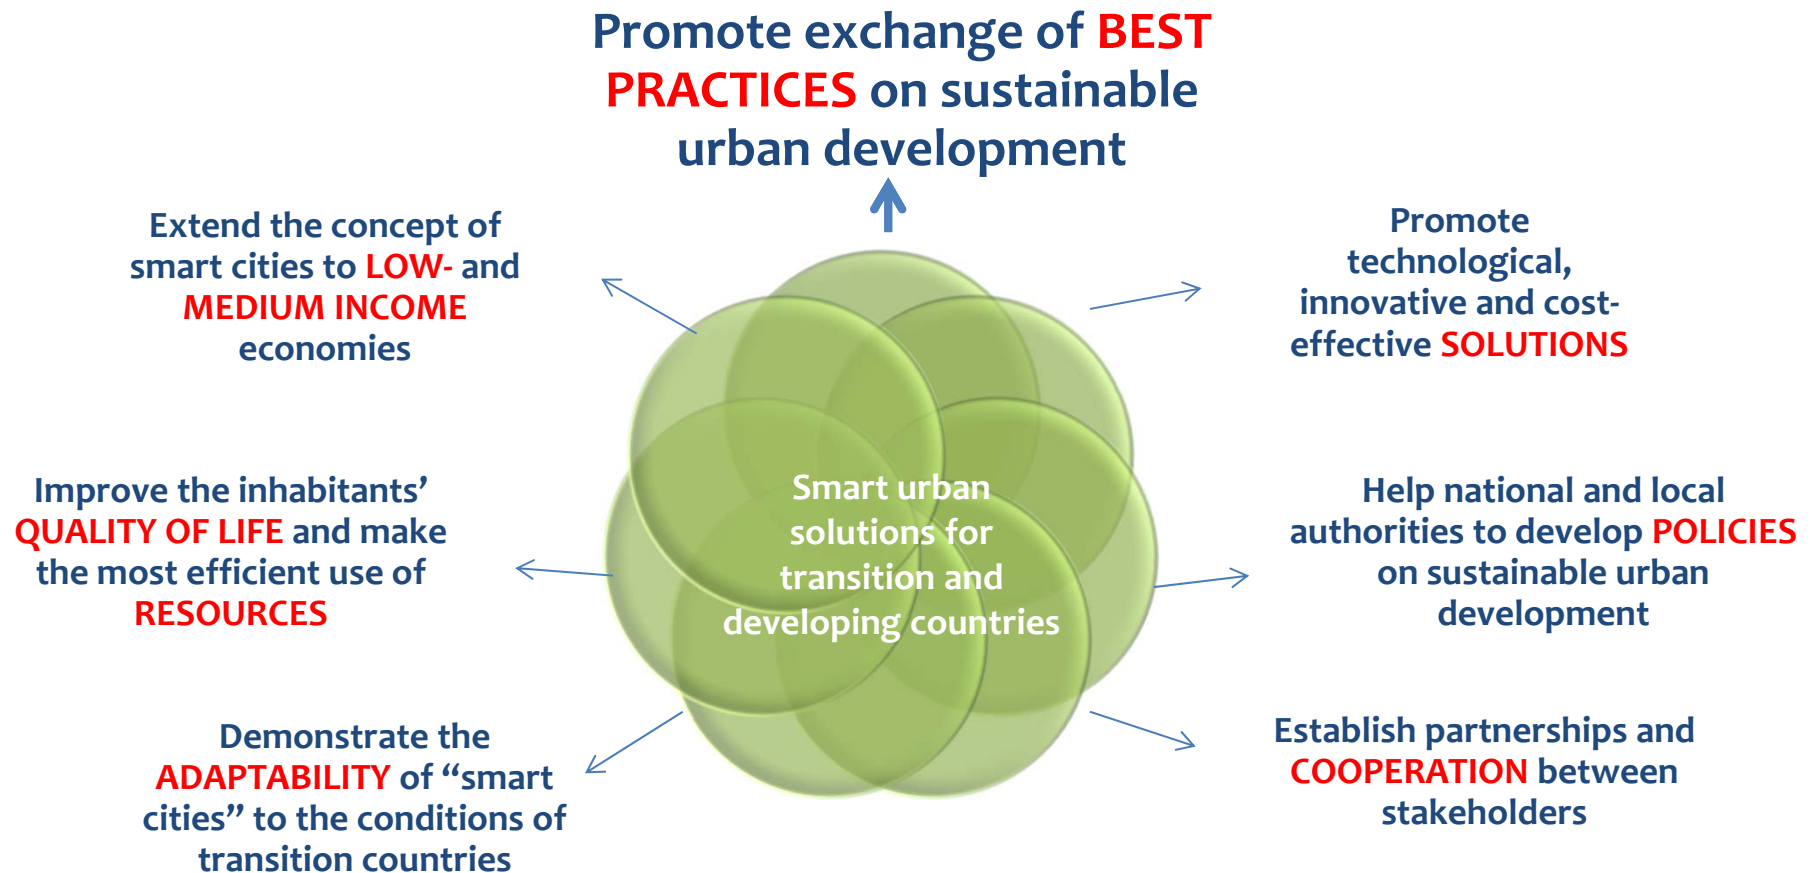 Promote exchange of BEST
PRACTICES on sustainable
urban development
Extend the concept of
smart cities to LOW- and
MEDIUM INCOME
economies
Promote
technological,
innovative and cost-
effective SOLUTIONS
Improve the inhabitants’
QUALITY OF LIFE and make
the most efficient use of
RESOURCES
Smart urban
solutions for
transition and
developing countries
Help national and local
authorities to develop POLICIES
on sustainable urban
development
Demonstrate the
ADAPTABILITY of “smart
cities” to the conditions of
transition countries
Establish partnerships and
COOPERATION between
stakeholders